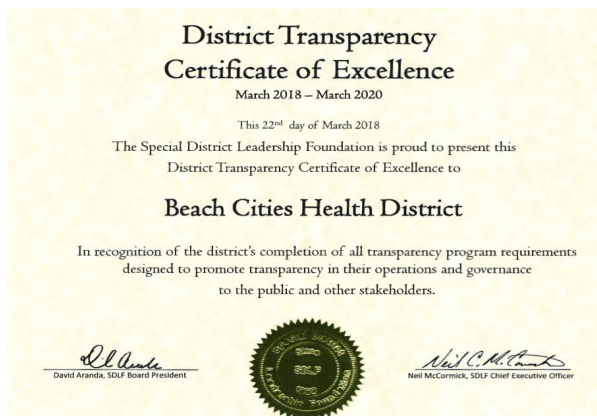 District Transparency
Certificate of Excellence
March 2018 – March 2020
This 22nd day of March 2018
The Special District Leadership Foundation is proud to present this
District Transparency Certificate of Excellence to
Beach Cities Health District
In recognition of the district's completion of all transparency program requirements
designed to promote transparency in their operations and governance
to the public and other stakeholders.
David Aranda, SDLF Board President
Neil McCormick, SDLF Chief Executive Officer
SDLF